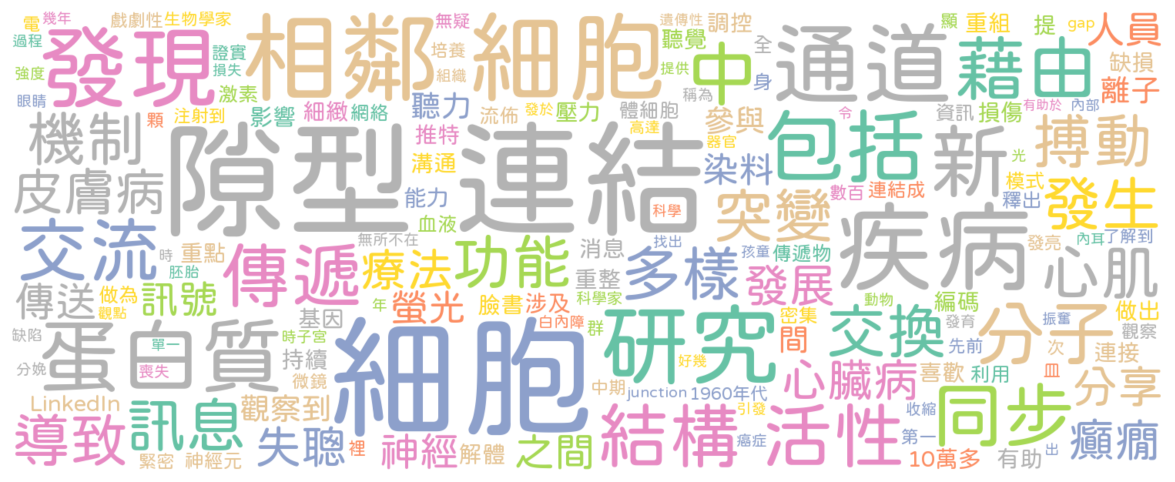 電 幾年 戲劇性 生物學家 無疑 遺傳性 調控 顯 重組 提 gap 人員
過程 發現 相鄰細胞 培養 聽覺 中 全 通道 藉由 缺損
強度 證實 損失 組織 提供 身 離子
眼睛 激素 稱為
注射到 影響 細緻 網絡 聽力 流佈 發於 壓力 體細胞 參與 令 資訊 損傷 有助於 內部
機制 顆 隙型連結 推特 高達 器官 包括 新 光 搏動
皮膚病 溝通 染料 數百 連結成 模式
能力 科學 突變 疾病 釋出 發生
交流 時 傳遞 血液 無所不在 功能 消息 找出 多樣 孩童 傳遞物 發亮 內耳 了解到
重點 胚胎 療法 重整 發展 心肌
傳送 做為 觀點 訊號 螢光 臉書 涉及 科學家 動物 編碼 做出
基因 白內障 群 密集 間 交換 發育 分子 振奮 觀察
缺陷 蛋白質 單一 時子宮 持續 細胞 研究 好幾 先前 次 連接
分娩 喪失 微鏡 心臟病 喜歡 利用 皿 分享
LinkedIn 觀察到 中期 junction 1960年代
導致 訊息 失聰 裡 神經 解體 之間 結構 引發 活性 收縮 同步 癲癇
緊密 神經元 癌症 第一 10萬多 有助 出